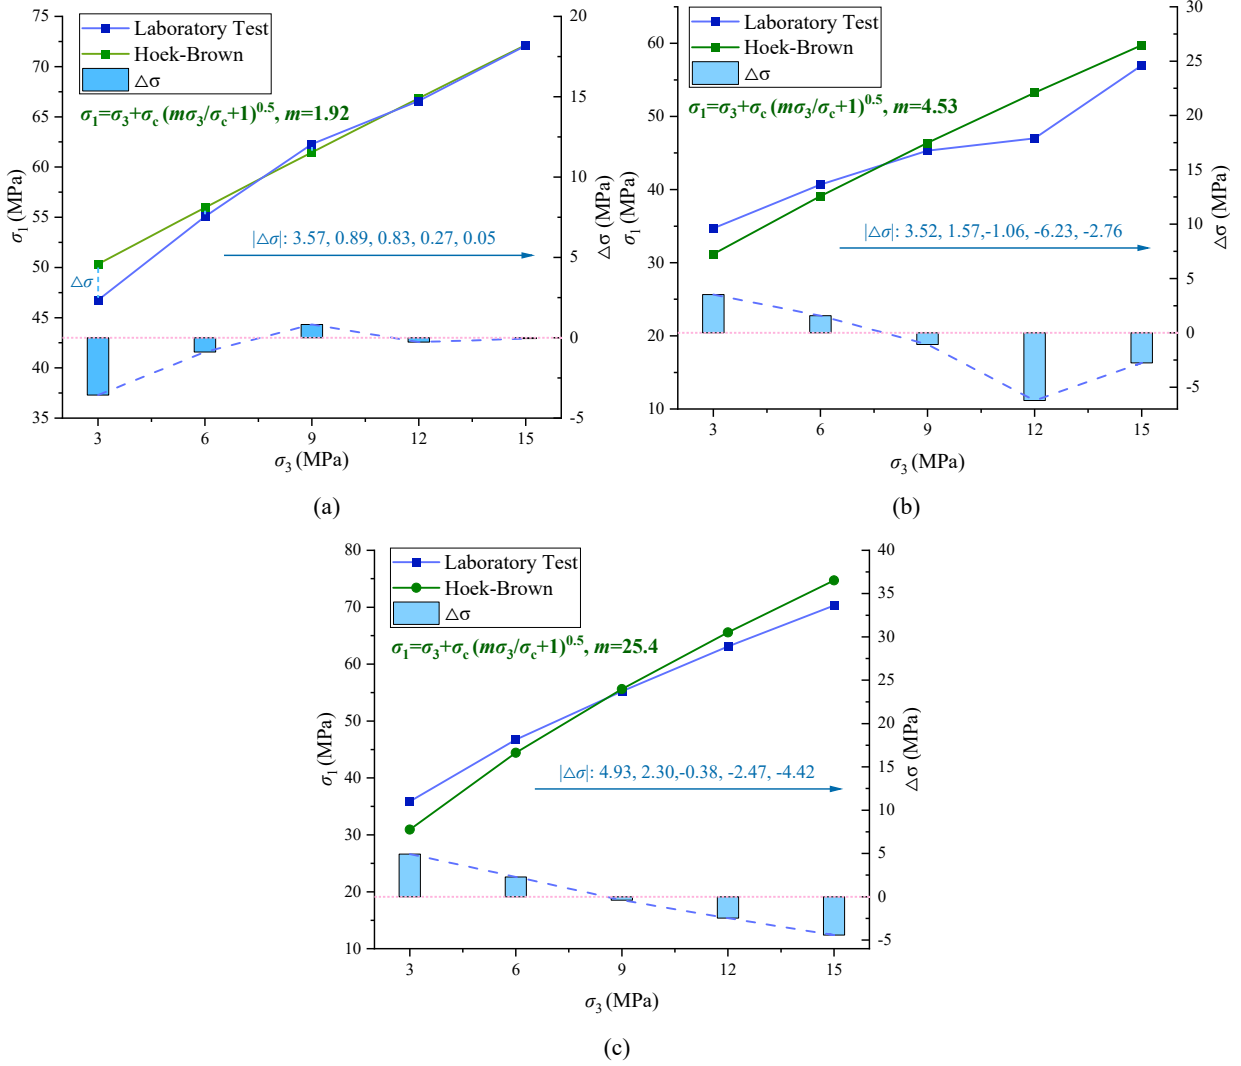 Laboratory Test
Hoek-Brown
△σ
σ₁=σ₃+σc (mσ₃/σc+1)^0.5, m=1.92
|△σ|: 3.57, 0.89, 0.83, 0.27, 0.05
△σ
75
70
65
60
55
50
45
40
35
σ₁ (MPa)
20
15
10
5
0
-5
△σ (MPa)
3 6 9 12 15
σ₃ (MPa)
(a)
Laboratory Test
Hoek-Brown
△σ
σ₁=σ₃+σc (mσ₃/σc+1)^0.5, m=4.53
|△σ|: 3.52, 1.57,-1.06, -6.23, -2.76
60
50
40
30
20
10
σ₁ (MPa)
30
25
20
15
10
5
0
-5
△σ (MPa)
3 6 9 12 15
σ₃ (MPa)
(b)
Laboratory Test
Hoek-Brown
△σ
σ₁=σ₃+σc (mσ₃/σc+1)^0.5, m=25.4
|△σ|: 4.93, 2.30,-0.38, -2.47, -4.42
80
70
60
50
40
30
20
10
σ₁ (MPa)
40
35
30
25
20
15
10
5
0
-5
△σ (MPa)
3 6 9 12 15
σ₃ (MPa)
(c)